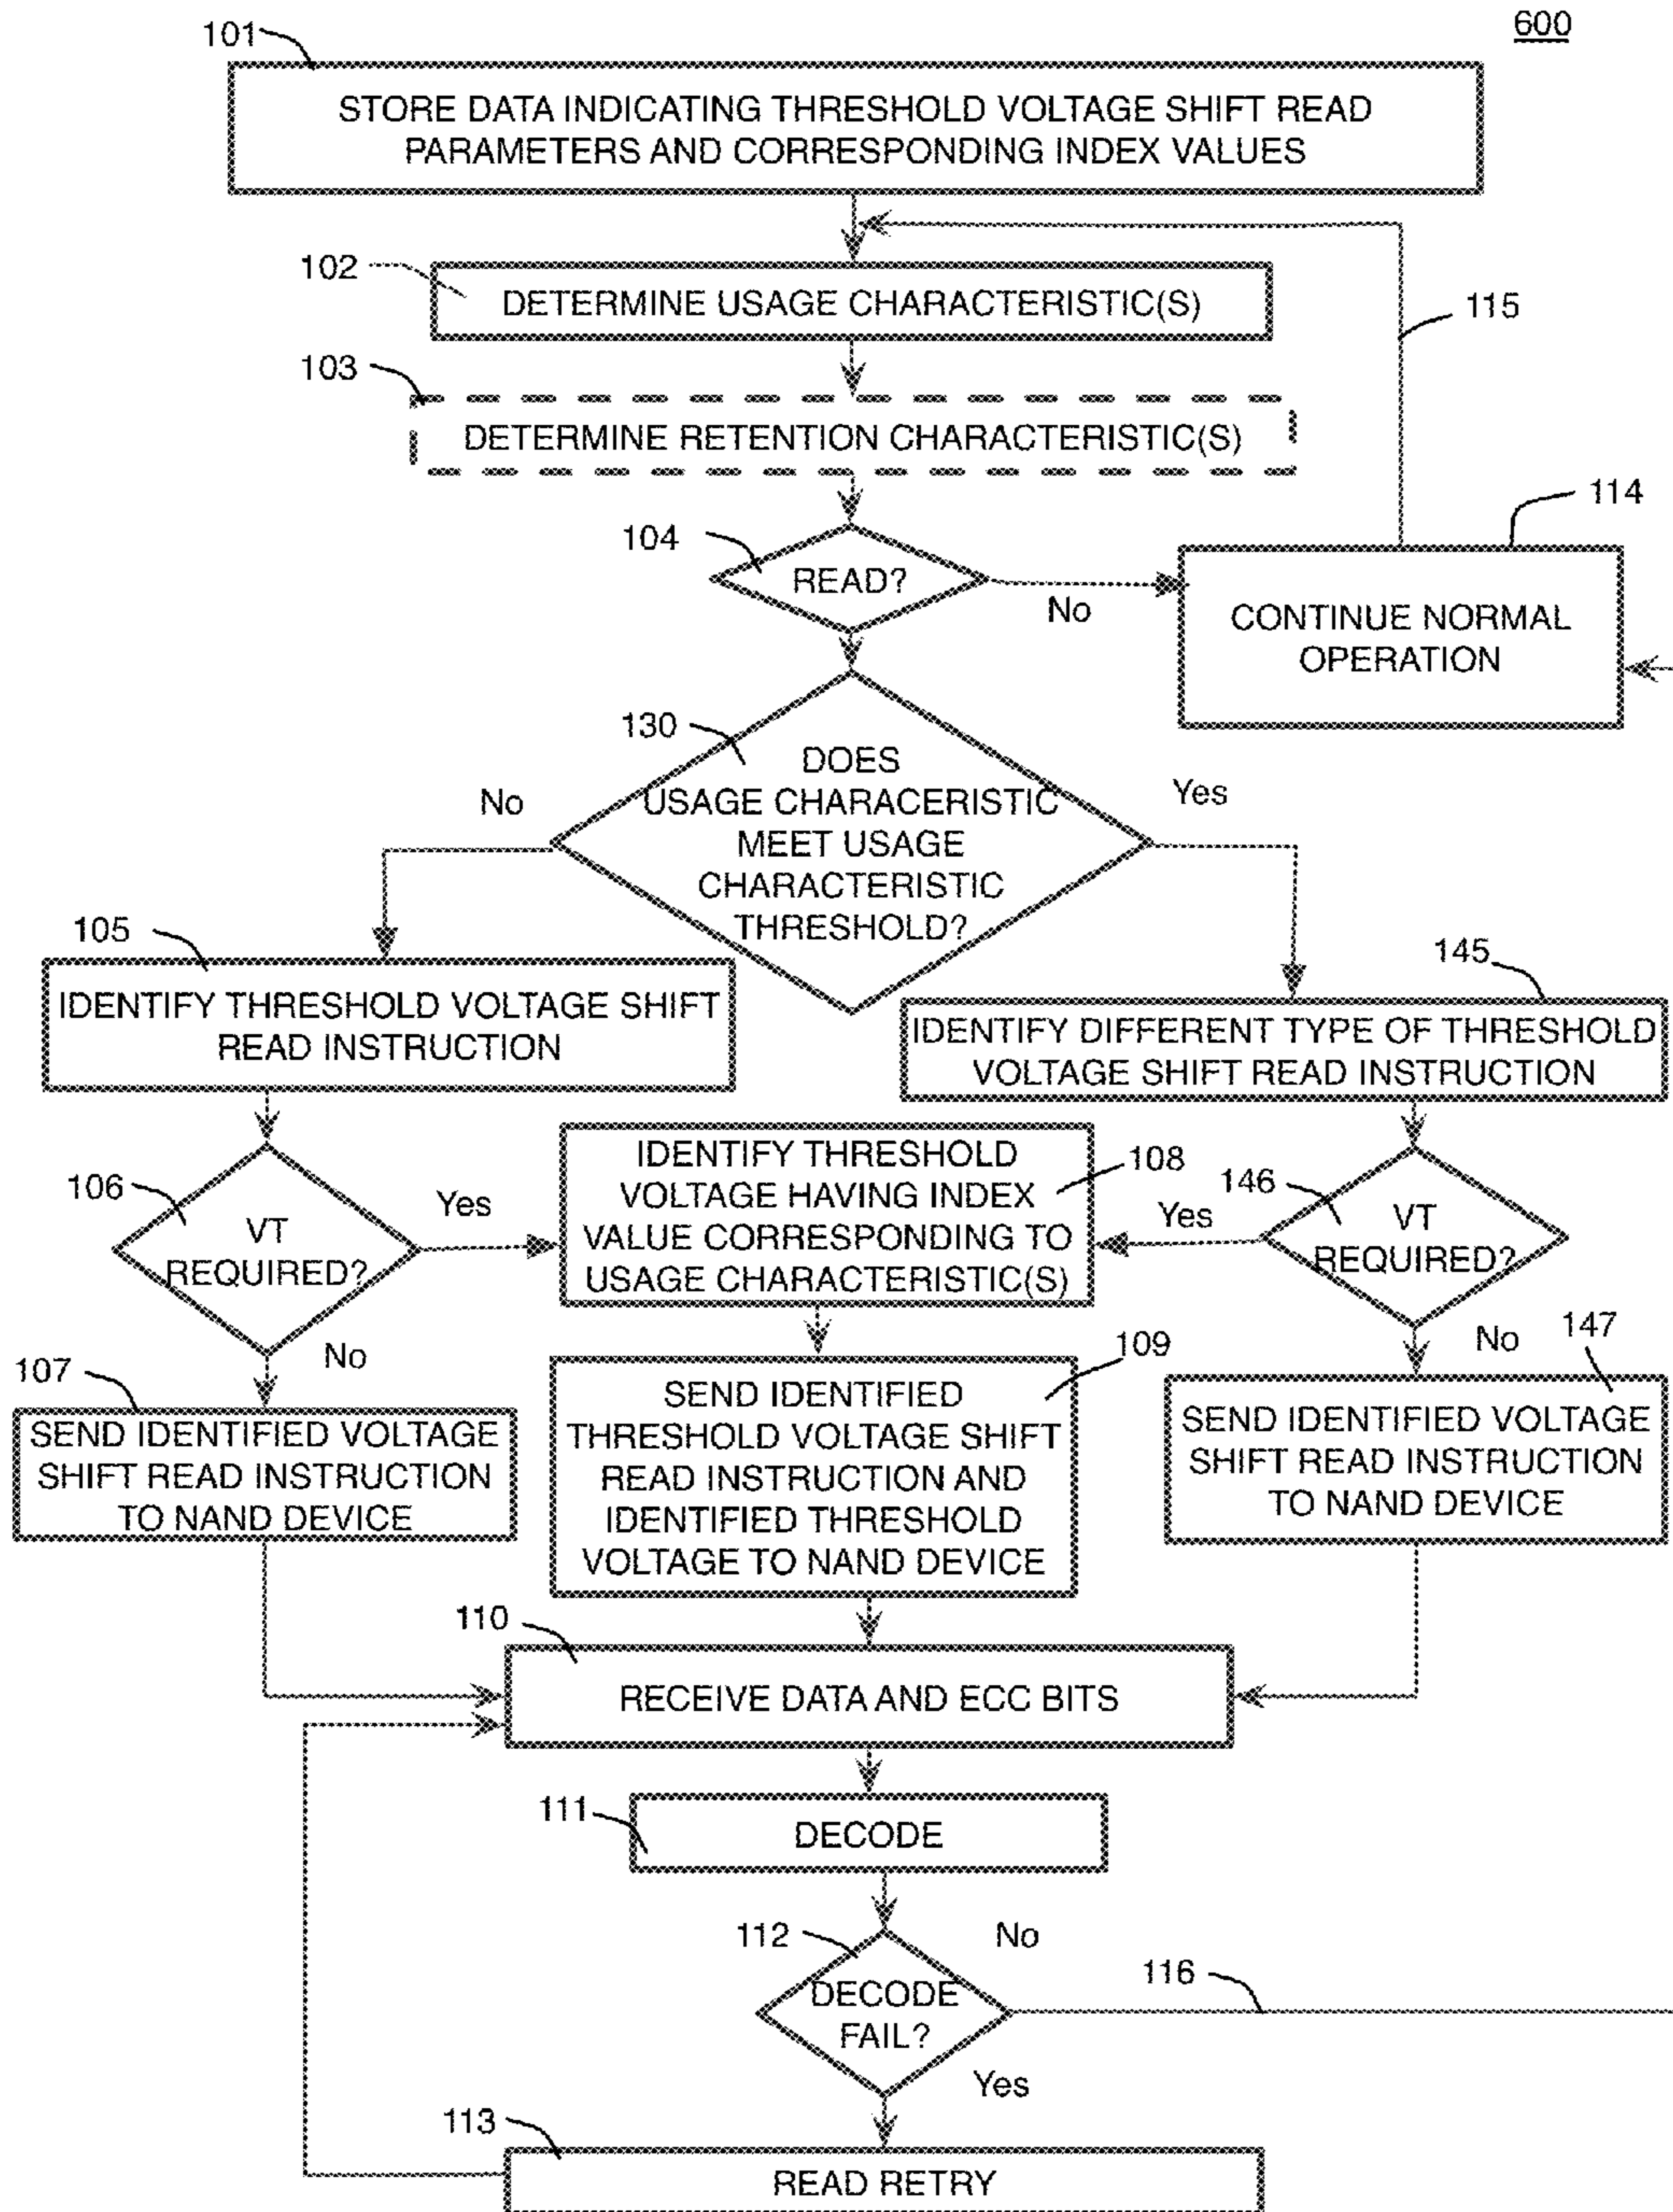 600
101
STORE DATA INDICATING THRESHOLD VOLTAGE SHIFT READ
PARAMETERS AND CORRESPONDING INDEX VALUES
102
DETERMINE USAGE CHARACTERISTIC(S)
115
103
DETERMINE RETENTION CHARACTERISTIC(S)
114
104
READ?
No
CONTINUE NORMAL
OPERATION
130
DOES
USAGE CHARACERISTIC
MEET USAGE
CHARACTERISTIC
THRESHOLD?
No
Yes
105
IDENTIFY THRESHOLD VOLTAGE SHIFT
READ INSTRUCTION
145
IDENTIFY DIFFERENT TYPE OF THRESHOLD
VOLTAGE SHIFT READ INSTRUCTION
106
VT
REQUIRED?
Yes
No
IDENTIFY THRESHOLD
VOLTAGE HAVING INDEX
VALUE CORRESPONDING TO
USAGE CHARACTERISTIC(S)
108
146
VT
REQUIRED?
Yes
No
107
SEND IDENTIFIED VOLTAGE
SHIFT READ INSTRUCTION
TO NAND DEVICE
109
SEND IDENTIFIED
THRESHOLD VOLTAGE SHIFT
READ INSTRUCTION AND
IDENTIFIED THRESHOLD
VOLTAGE TO NAND DEVICE
147
SEND IDENTIFIED VOLTAGE
SHIFT READ INSTRUCTION
TO NAND DEVICE
110
RECEIVE DATA AND ECC BITS
111
DECODE
112
DECODE
FAIL?
No
116
Yes
113
READ RETRY